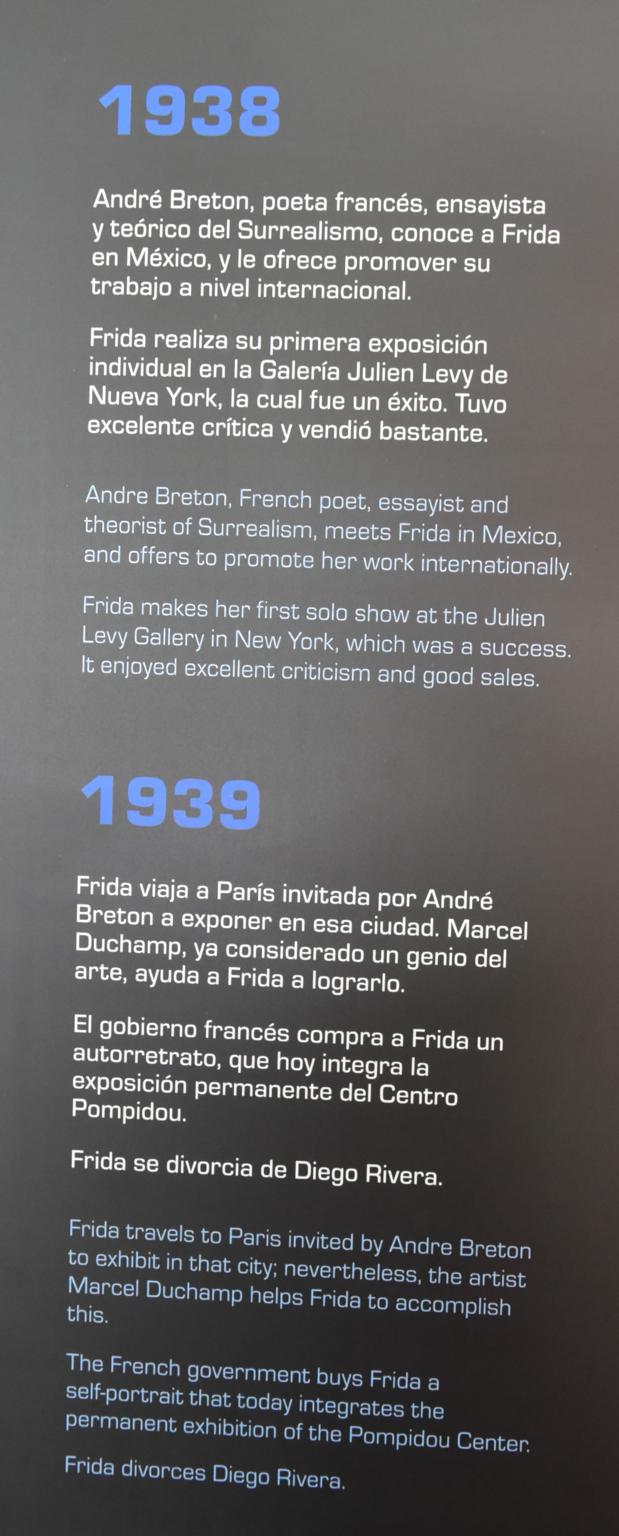 1938
André Breton, poeta francés, ensayista
y teórico del Surrealismo, conoce a Frida
en México, y le ofrece promover su
trabajo a nivel internacional.
Frida realiza su primera exposición
individual en la Galería Julien Levy de
Nueva York, la cual fue un éxito. Tuvo
excelente crítica y vendió bastante.
Andre Breton, French poet, essayist and
theorist of Surrealism, meets Frida in Mexico,
and offers to promote her work internationally.
Frida makes her first solo show at the Julien
Levy Gallery in New York, which was a success.
It enjoyed excellent criticism and good sales.
1939
Frida viaja a París invitada por André
Breton a exponer en esa ciudad. Marcel
Duchamp, ya considerado un genio del
arte, ayuda a Frida a lograrlo.
El gobierno francés compra a Frida un
autorretrato, que hoy integra la
exposición permanente del Centro
Pompidou.
Frida se divorcia de Diego Rivera.
Frida travels to Paris invited by Andre Breton
to exhibit in that city; nevertheless, the artist
Marcel Duchamp helps Frida to accomplish
this.
The French government buys Frida a
self-portrait that today integrates the
permanent exhibition of the Pompidou Center.
Frida divorces Diego Rivera.